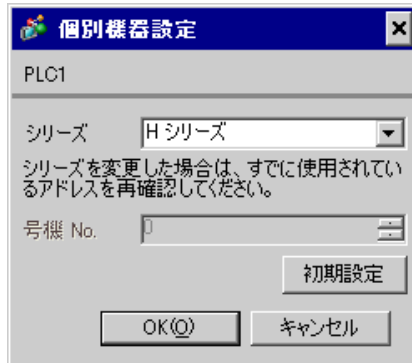 個別機器設定
PLC1
シリーズ H シリーズ
シリーズを変更した場合は、すでに使用されてい
るアドレスを再確認してください。
号機 No. 0
初期設定
OK(O) キャンセル